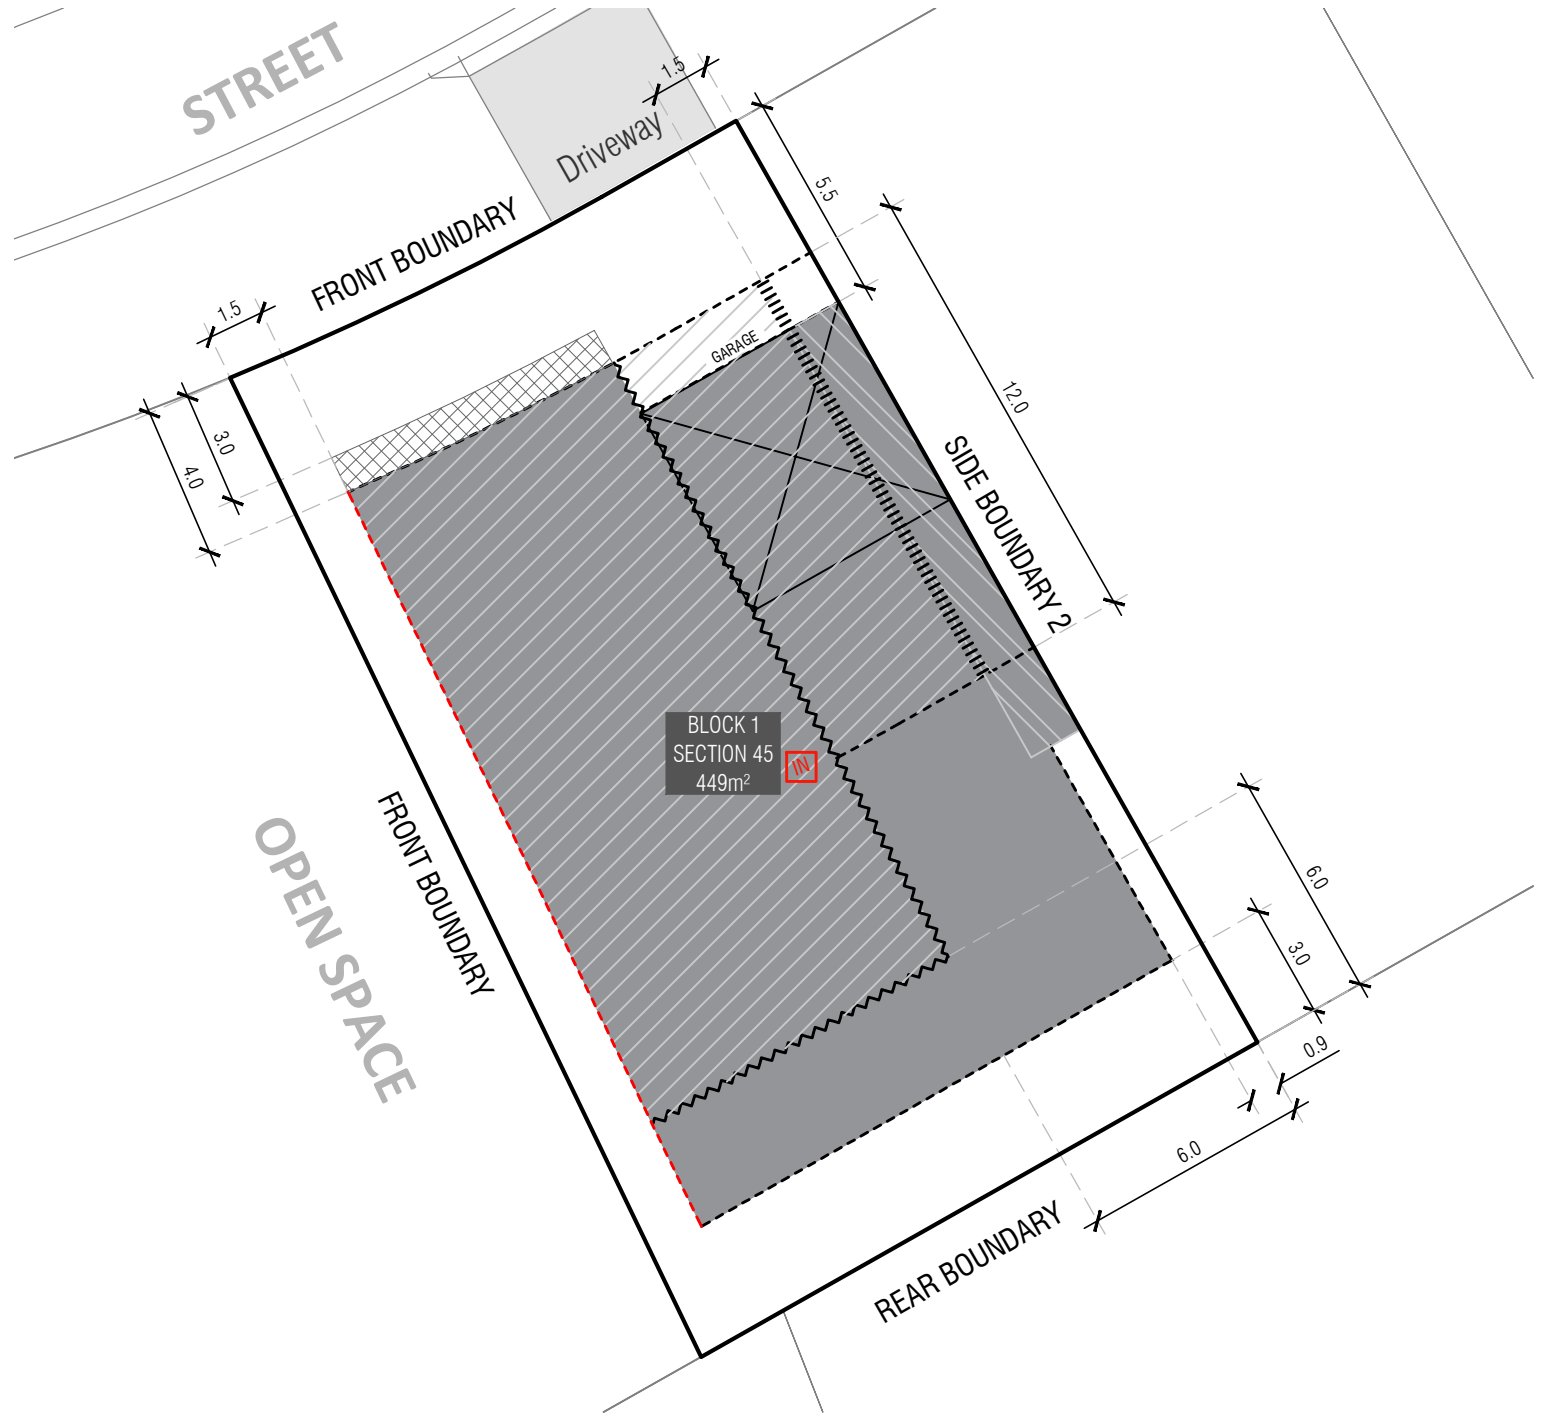 STREET
1.5
Driveway
FRONT BOUNDARY
5.5
1.5
GARAGE
12.0
3.0
4.0
SIDE BOUNDARY 2
BLOCK 1
SECTION 45
449m²
IN
FRONT BOUNDARY
OPEN SPACE
6.0
3.0
0.9
6.0
REAR BOUNDARY